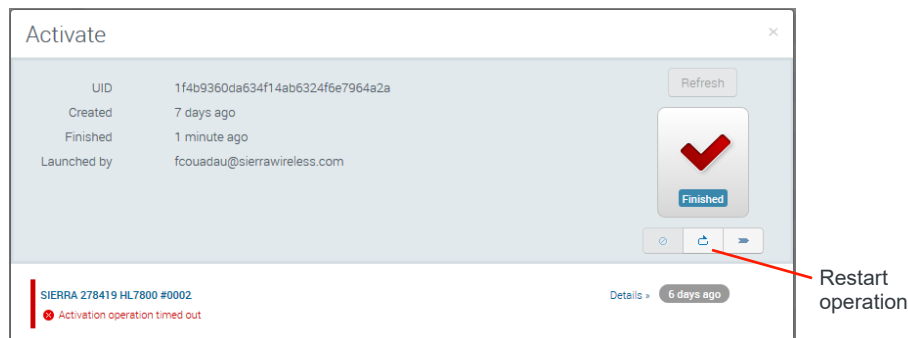 Activate
×
UID 1f4b9360da634f14ab6324f6e7964a2a
Created 7 days ago
Finished 1 minute ago
Launched by fcouadau@sierrawireless.com
Refresh
Finished
SIERRA 278419 HL7800 #0002
Activation operation timed out
Details » 6 days ago
Restart
operation